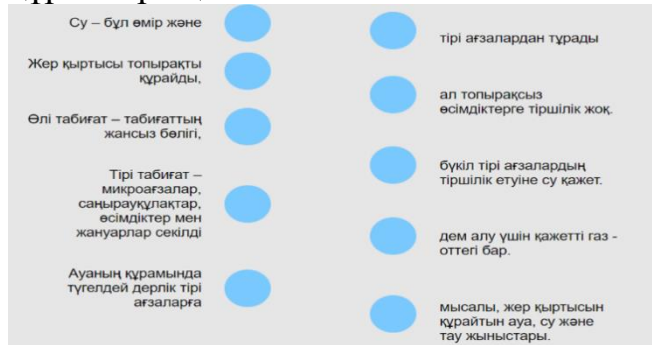 Су – бұл өмір және
Жер қыртысы топырақты
құрайды,
Өлі табиғат – табиғаттың
жансыз бөлігі,
Тірі табиғат –
микроағзалар,
саңырауқұлақтар,
өсімдіктер мен
жануарлар секілді
Ауаның құрамында
түгелдей дерлік тірі
ағзаларға
тірі ағзалардан тұрады
ал топырақсыз
өсімдіктерге тіршілік жоқ.
бүкіл тірі ағзалардың
тіршілік етуіне су қажет.
дем алу үшін қажетті газ -
оттегі бар.
мысалы, жер қыртысын
құрайтын ауа, су және
тау жыныстары.